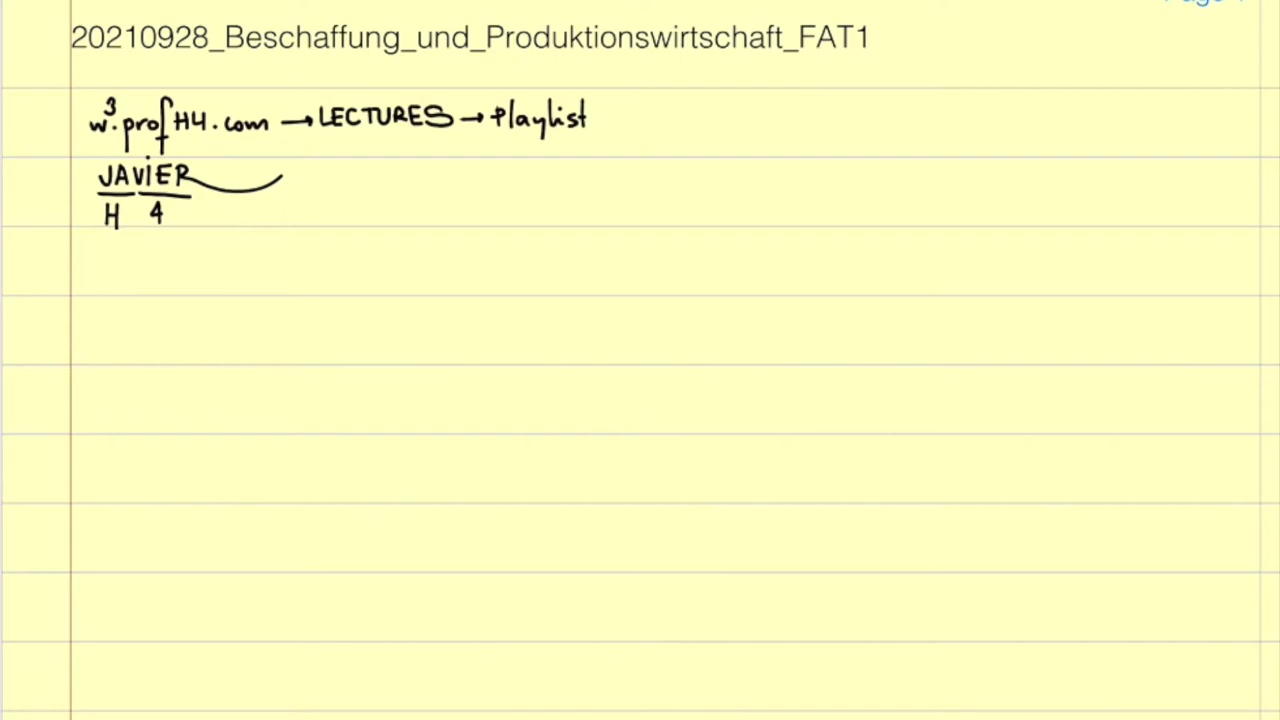 20210928_Beschaffung_und_Produktionswirtschaft_FAT1
w³.profH4.com → LECTURES → Playlist
JAViER
H 4